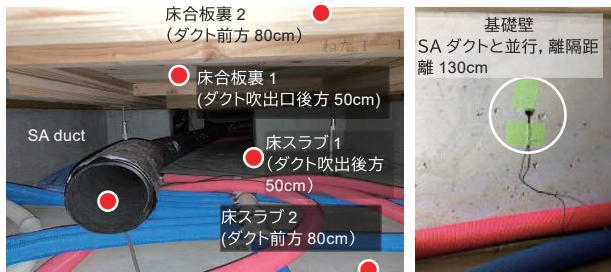 床合板裏 2
（ダクト前方 80cm）
床合板裏 1
(ダクト吹出口後方 50cm)
SA duct
床スラブ 1
（ダクト吹出後方
50cm）
床スラブ 2
(ダクト前方 80cm）
基礎壁
SA ダクトと並行，離隔距
離 130cm